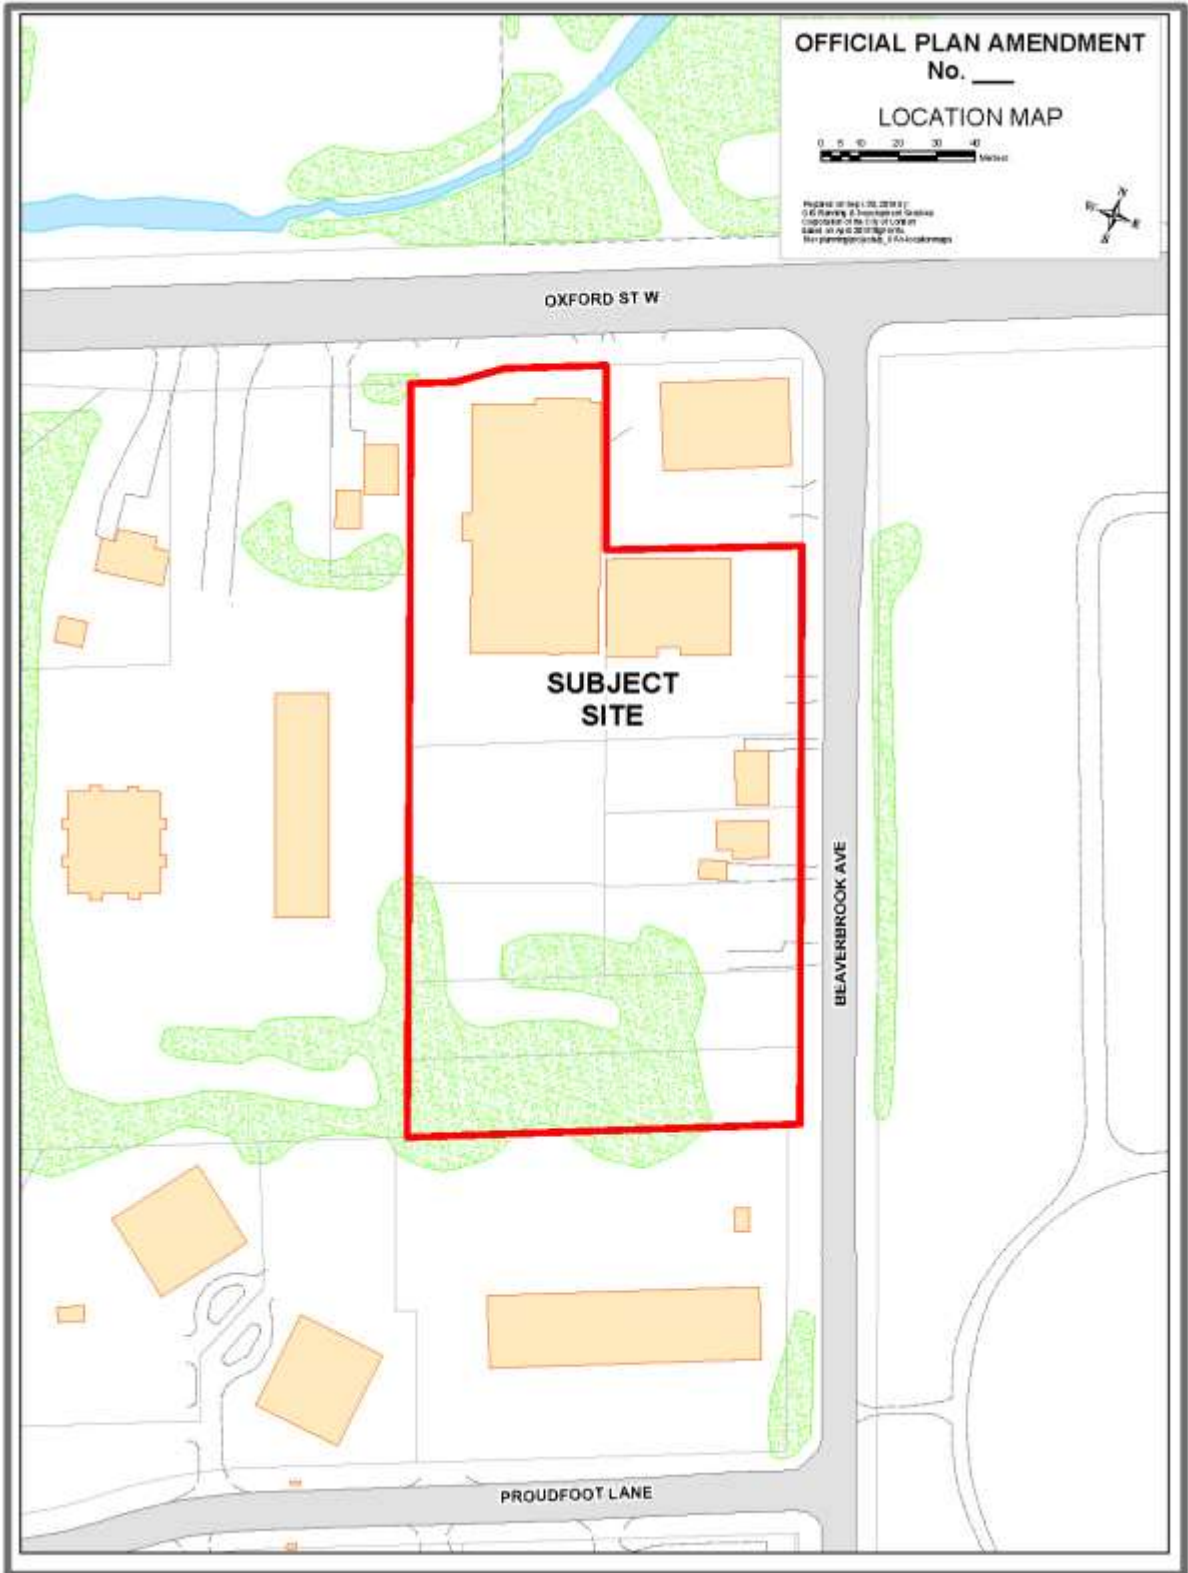 OFFICIAL PLAN AMENDMENT
No. ___
LOCATION MAP
0 5 10 20 30 40
Meters
N
E
S
OXFORD ST W
SUBJECT
SITE
BEAVERBROOK AVE
PROUDFOOT LANE